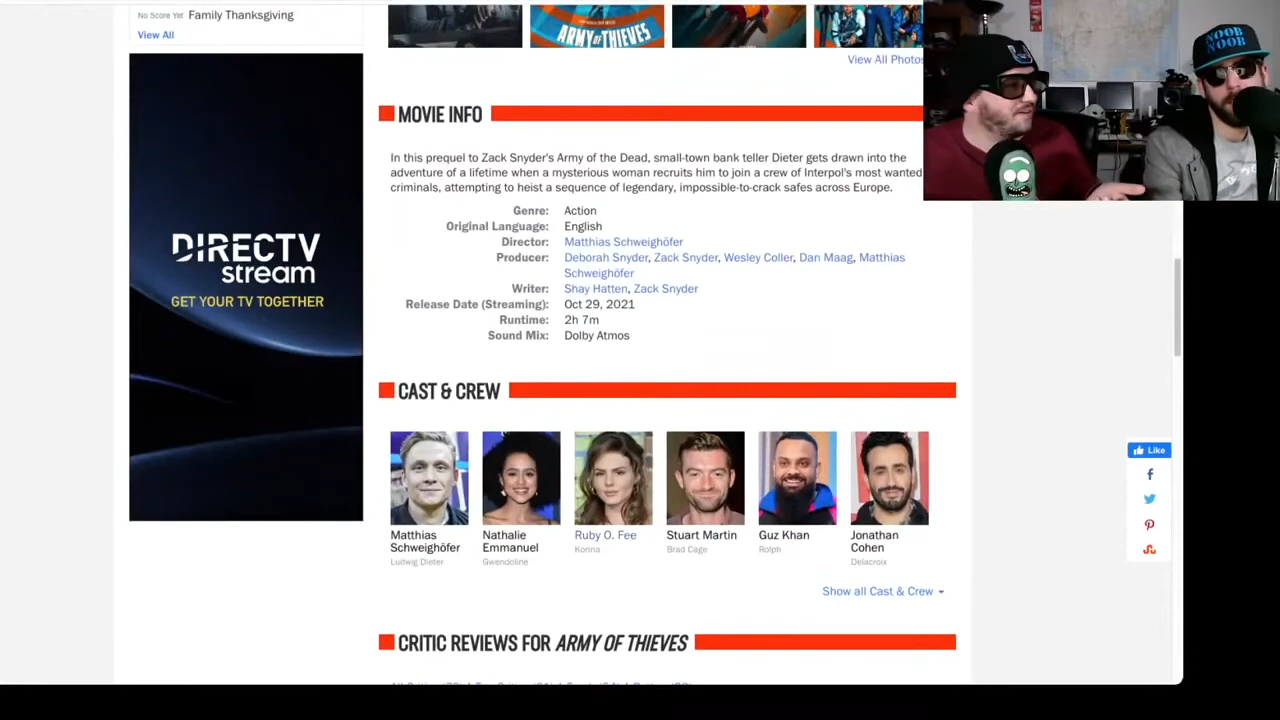 No Score Yet Family Thanksgiving
View All
ARMY OF THIEVES
View All Photos
NOOB
NOOB
MOVIE INFO
In this prequel to Zack Snyder's Army of the Dead, small-town bank teller Dieter gets drawn into the
adventure of a lifetime when a mysterious woman recruits him to join a crew of Interpol's most wanted
criminals, attempting to heist a sequence of legendary, impossible-to-crack safes across Europe.
Genre: Action
Original Language: English
Director: Matthias Schweighöfer
Producer: Deborah Snyder, Zack Snyder, Wesley Coller, Dan Maag, Matthias
Schweighöfer
Writer: Shay Hatten, Zack Snyder
Release Date (Streaming): Oct 29, 2021
Runtime: 2h 7m
Sound Mix: Dolby Atmos
DIRECTV
stream
GET YOUR TV TOGETHER
CAST & CREW
Like
Matthias Schweighöfer
Ludwig Dieter
Nathalie Emmanuel
Gwendoline
Ruby O. Fee
Korina
Stuart Martin
Brad Cage
Guz Khan
Rolph
Jonathan Cohen
Delacroix
Show all Cast & Crew
CRITIC REVIEWS FOR ARMY OF THIEVES